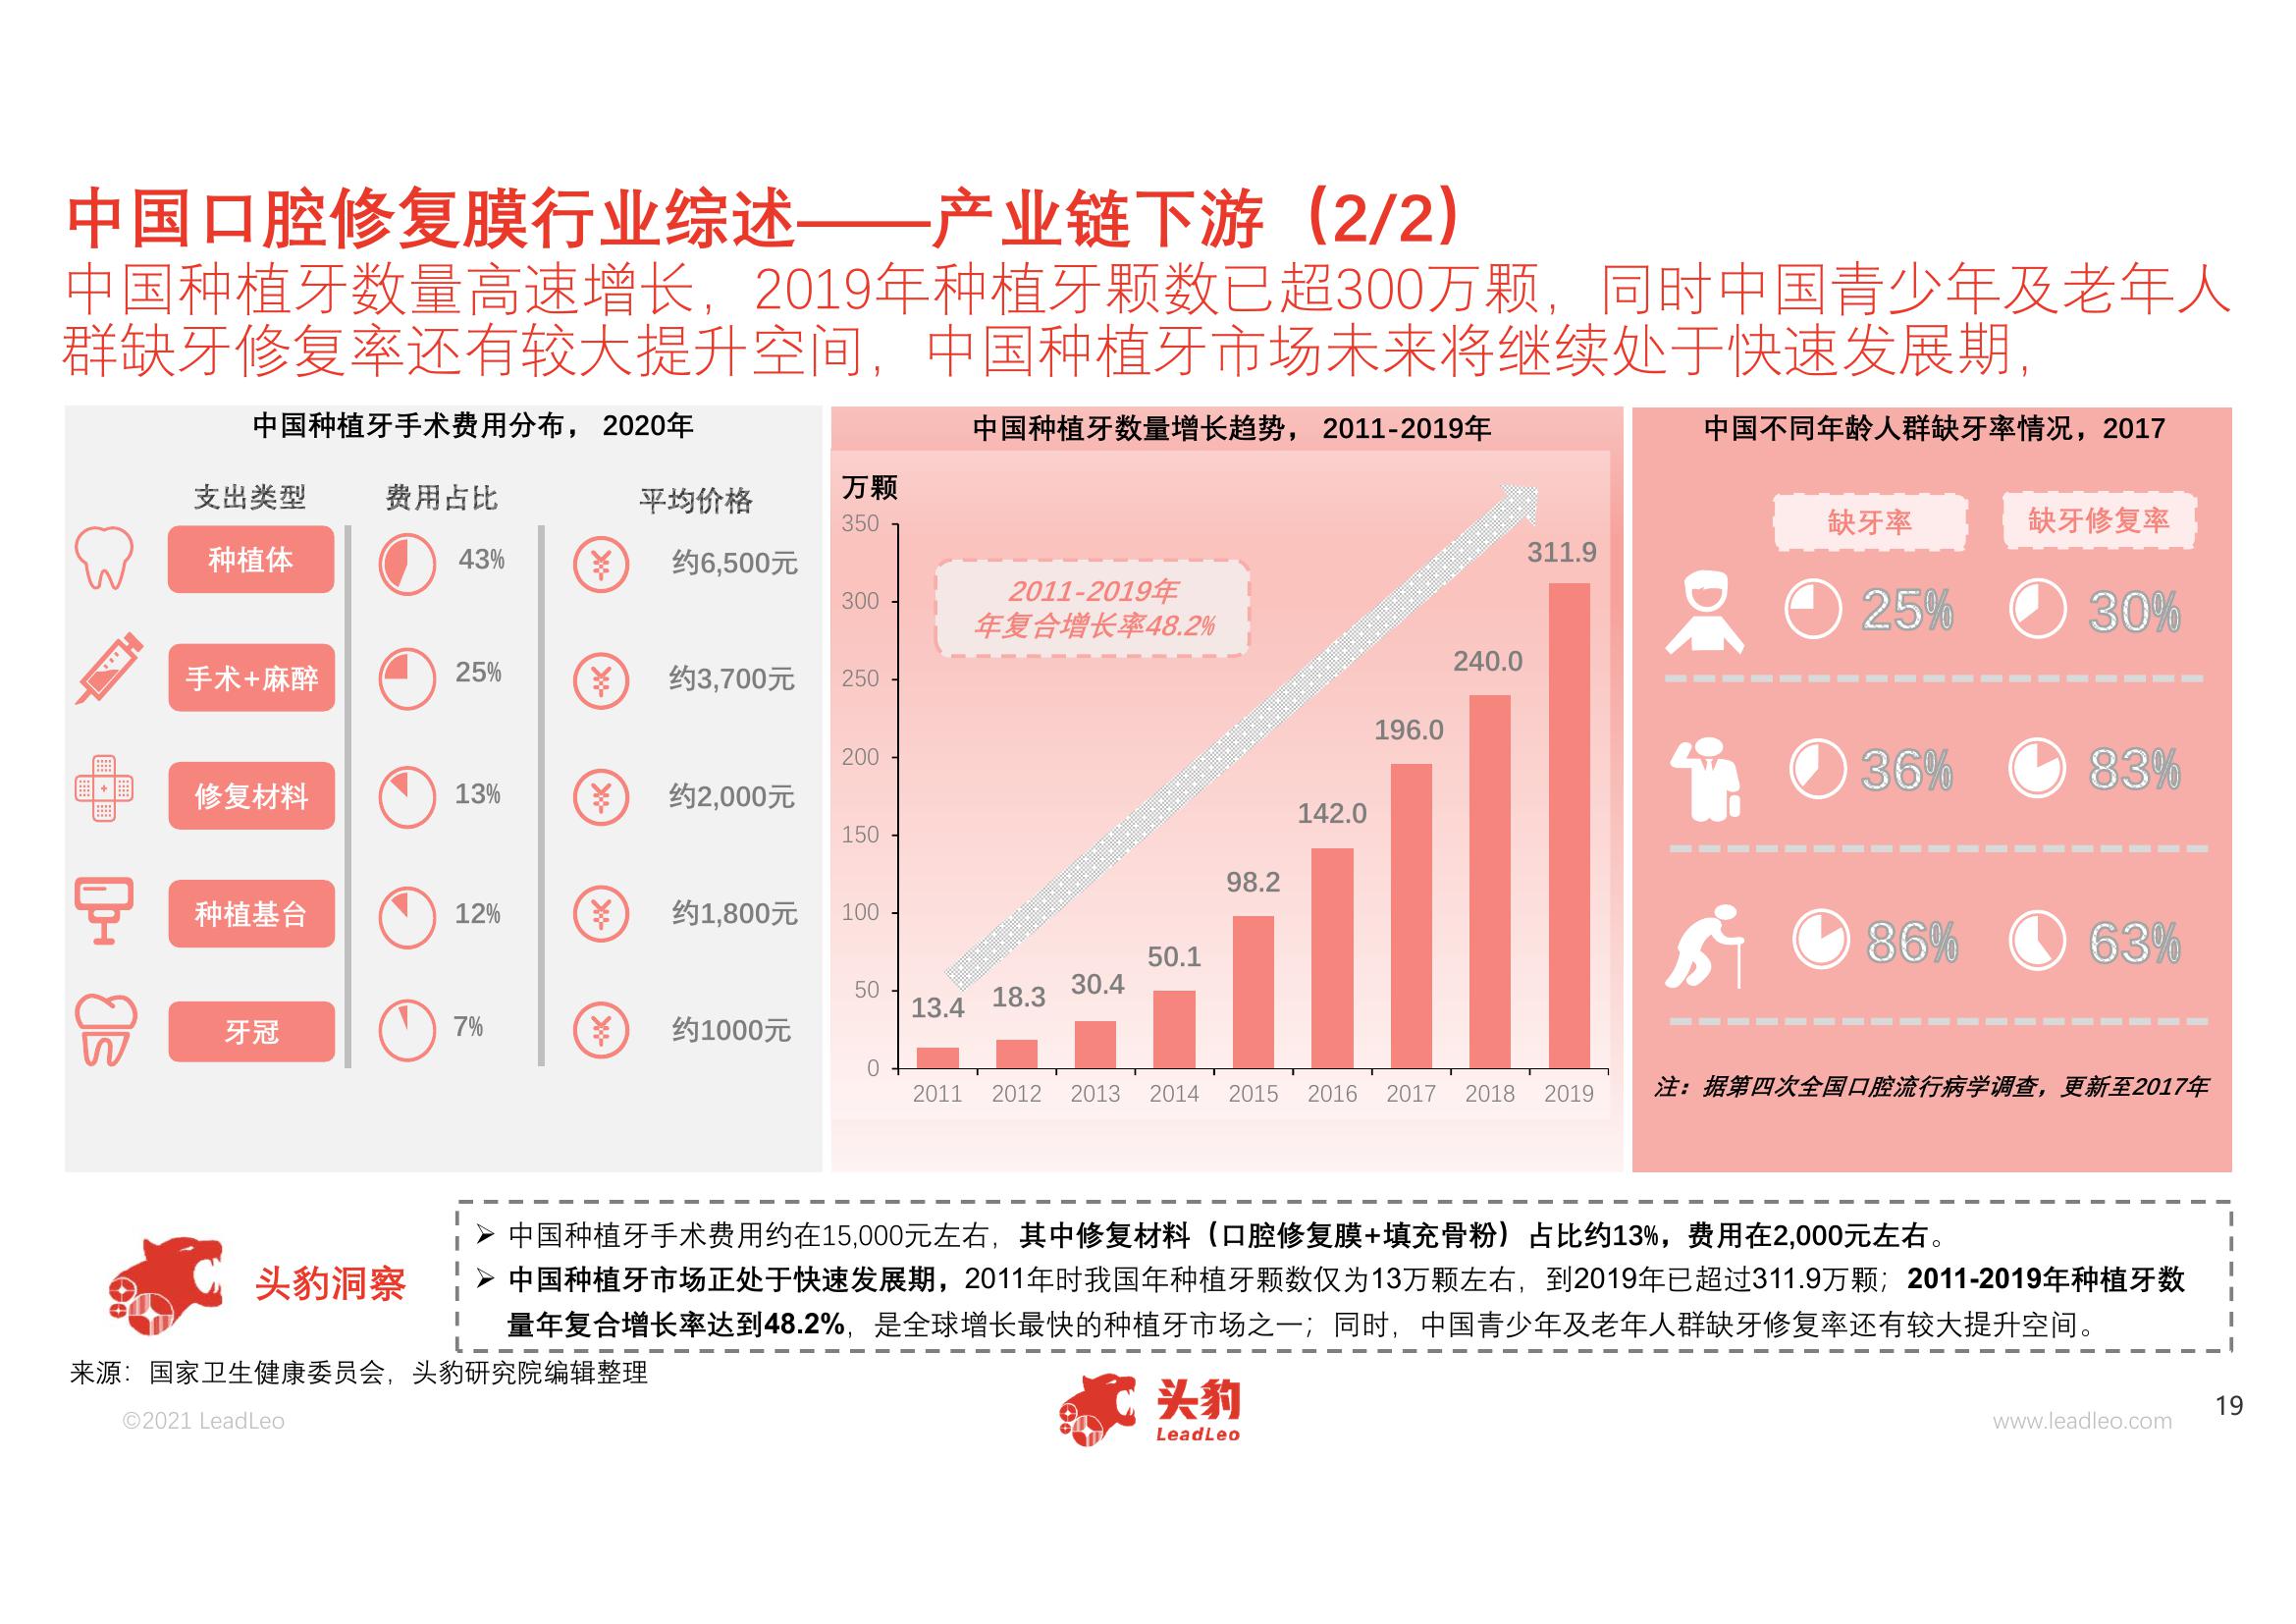 中国口腔修复膜行业综述——产业链下游（2/2）
中国种植牙数量高速增长，2019年种植牙颗数已超300万颗，同时中国青少年及老年人
群缺牙修复率还有较大提升空间，中国种植牙市场未来将继续处于快速发展期，
中国种植牙手术费用分布， 2020年
支出类型 费用占比 平均价格
种植体 43% 约6,500元
手术+麻醉 25% 约3,700元
修复材料 13% 约2,000元
种植基台 12% 约1,800元
牙冠 7% 约1000元
中国种植牙数量增长趋势， 2011-2019年
万颗
350
300
250
200
150
100
50
0
2011-2019年
年复合增长率48.2%
13.4 18.3 30.4 50.1 98.2 142.0 196.0 240.0 311.9
2011 2012 2013 2014 2015 2016 2017 2018 2019
中国不同年龄人群缺牙率情况，2017
缺牙率 缺牙修复率
25% 30%
36% 83%
86% 63%
注：据第四次全国口腔流行病学调查，更新至2017年
头豹洞察
➢ 中国种植牙手术费用约在15,000元左右，其中修复材料（口腔修复膜+填充骨粉）占比约13%，费用在2,000元左右。
➢ 中国种植牙市场正处于快速发展期，2011年时我国年种植牙颗数仅为13万颗左右，到2019年已超过311.9万颗；2011-2019年种植牙数
量年复合增长率达到48.2%，是全球增长最快的种植牙市场之一；同时，中国青少年及老年人群缺牙修复率还有较大提升空间。
来源：国家卫生健康委员会，头豹研究院编辑整理
©2021 LeadLeo
头豹
LeadLeo
www.leadleo.com
19